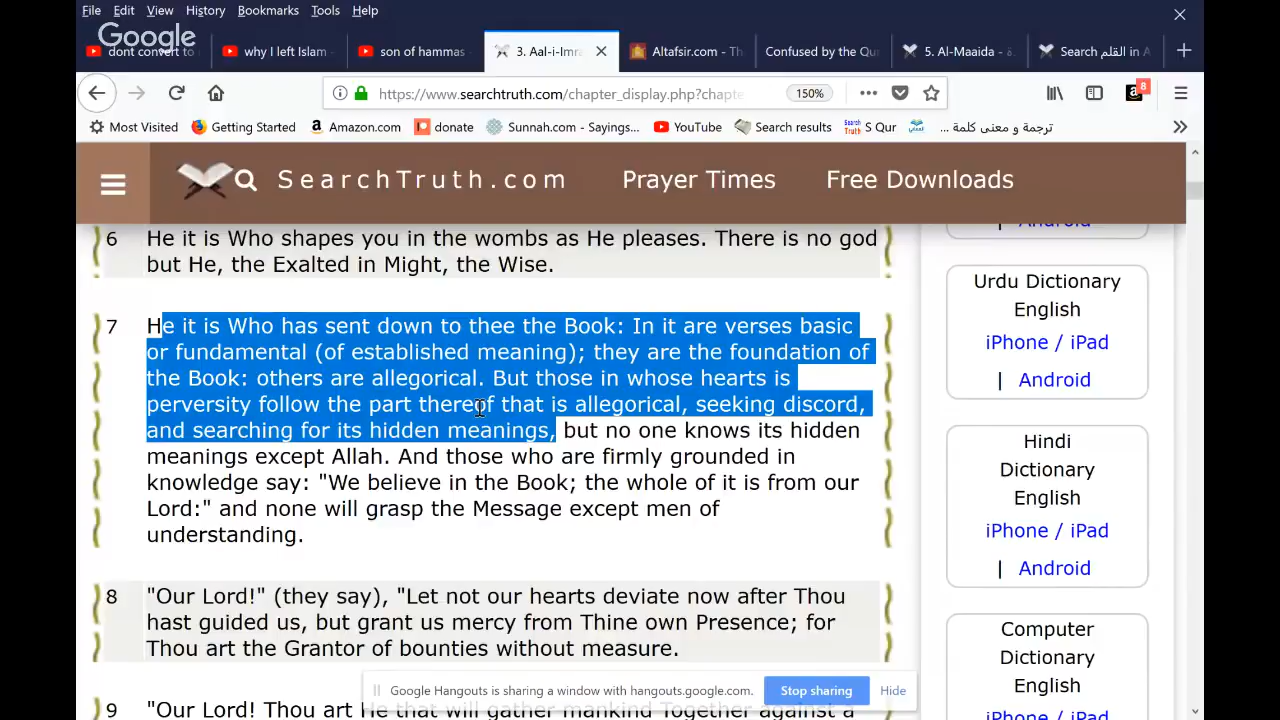 File Edit View History Bookmarks Tools Help
Google
dont convert to
why I left Islam -
son of hammas
3. Aal-i-Imra
Altafsir.com - Th
Confused by the Qu
5. Al-Maaida -
Search القلم in A
https://www.searchtruth.com/chapter_display.php?chapte
150%
8
Most Visited Getting Started Amazon.com donate Sunnah.com - Sayings... YouTube Search results S Qur ترجمة و معنى كلمة ...
SearchTruth.com Prayer Times Free Downloads
6 He it is Who shapes you in the wombs as He pleases. There is no god
but He, the Exalted in Might, the Wise.
7 He it is Who has sent down to thee the Book: In it are verses basic
or fundamental (of established meaning); they are the foundation of
the Book: others are allegorical. But those in whose hearts is
perversity follow the part thereof that is allegorical, seeking discord,
and searching for its hidden meanings, but no one knows its hidden
meanings except Allah. And those who are firmly grounded in
knowledge say: "We believe in the Book; the whole of it is from our
Lord:" and none will grasp the Message except men of
understanding.
8 "Our Lord!" (they say), "Let not our hearts deviate now after Thou
hast guided us, but grant us mercy from Thine own Presence; for
Thou art the Grantor of bounties without measure.
9 "Our Lord! Thou art He that will gather mankind Together against a
| Android
Urdu Dictionary
English
iPhone / iPad
| Android
Hindi
Dictionary
English
iPhone / iPad
| Android
Computer
Dictionary
English
iPhone / iPad
Google Hangouts is sharing a window with hangouts.google.com. Stop sharing Hide